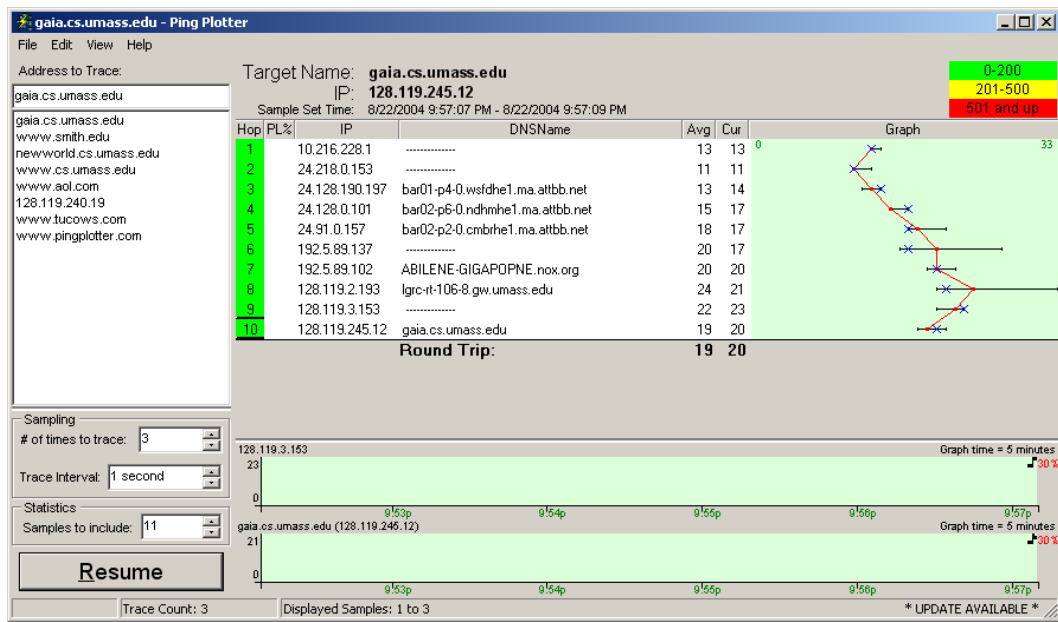 gaia.cs.umass.edu - Ping Plotter
File Edit View Help
Address to Trace:
gaia.cs.umass.edu
gaia.cs.umass.edu
www.smith.edu
newworld.cs.umass.edu
www.cs.umass.edu
www.aol.com
128.119.240.19
www.tucows.com
www.pingplotter.com
Sampling
# of times to trace: 3
Trace Interval: 1 second
Statistics
Samples to include: 11
Resume
Target Name: gaia.cs.umass.edu
IP: 128.119.245.12
Sample Set Time: 8/22/2004 9:57:07 PM - 8/22/2004 9:57:09 PM
0-200
201-500
501 and up
Hop PL% IP DNSName Avg Cur Graph
0 33
1 10.216.228.1 ------------- 13 13
2 24.218.0.153 ------------- 11 11
3 24.128.190.197 bar01-p4-0.wsfdhe1.ma.attbb.net 13 14
4 24.128.0.101 bar02-p6-0.ndhmhe1.ma.attbb.net 15 17
5 24.91.0.157 bar02-p2-0.cmbrhe1.ma.attbb.net 18 17
6 192.5.89.137 ------------- 20 17
7 192.5.89.102 ABILENE-GIGAPOPNE.nox.org 20 20
8 128.119.2.193 lgrc-rt-106-8.gw.umass.edu 24 21
9 128.119.3.153 ------------- 22 23
10 128.119.245.12 gaia.cs.umass.edu 19 20
Round Trip: 19 20
128.119.3.153 Graph time = 5 minutes
23 30%
0
9:53p 9:54p 9:55p 9:56p 9:57p
gaia.cs.umass.edu (128.119.245.12) Graph time = 5 minutes
21 30%
0
9:53p 9:54p 9:55p 9:56p 9:57p
Trace Count: 3 Displayed Samples: 1 to 3 * UPDATE AVAILABLE *